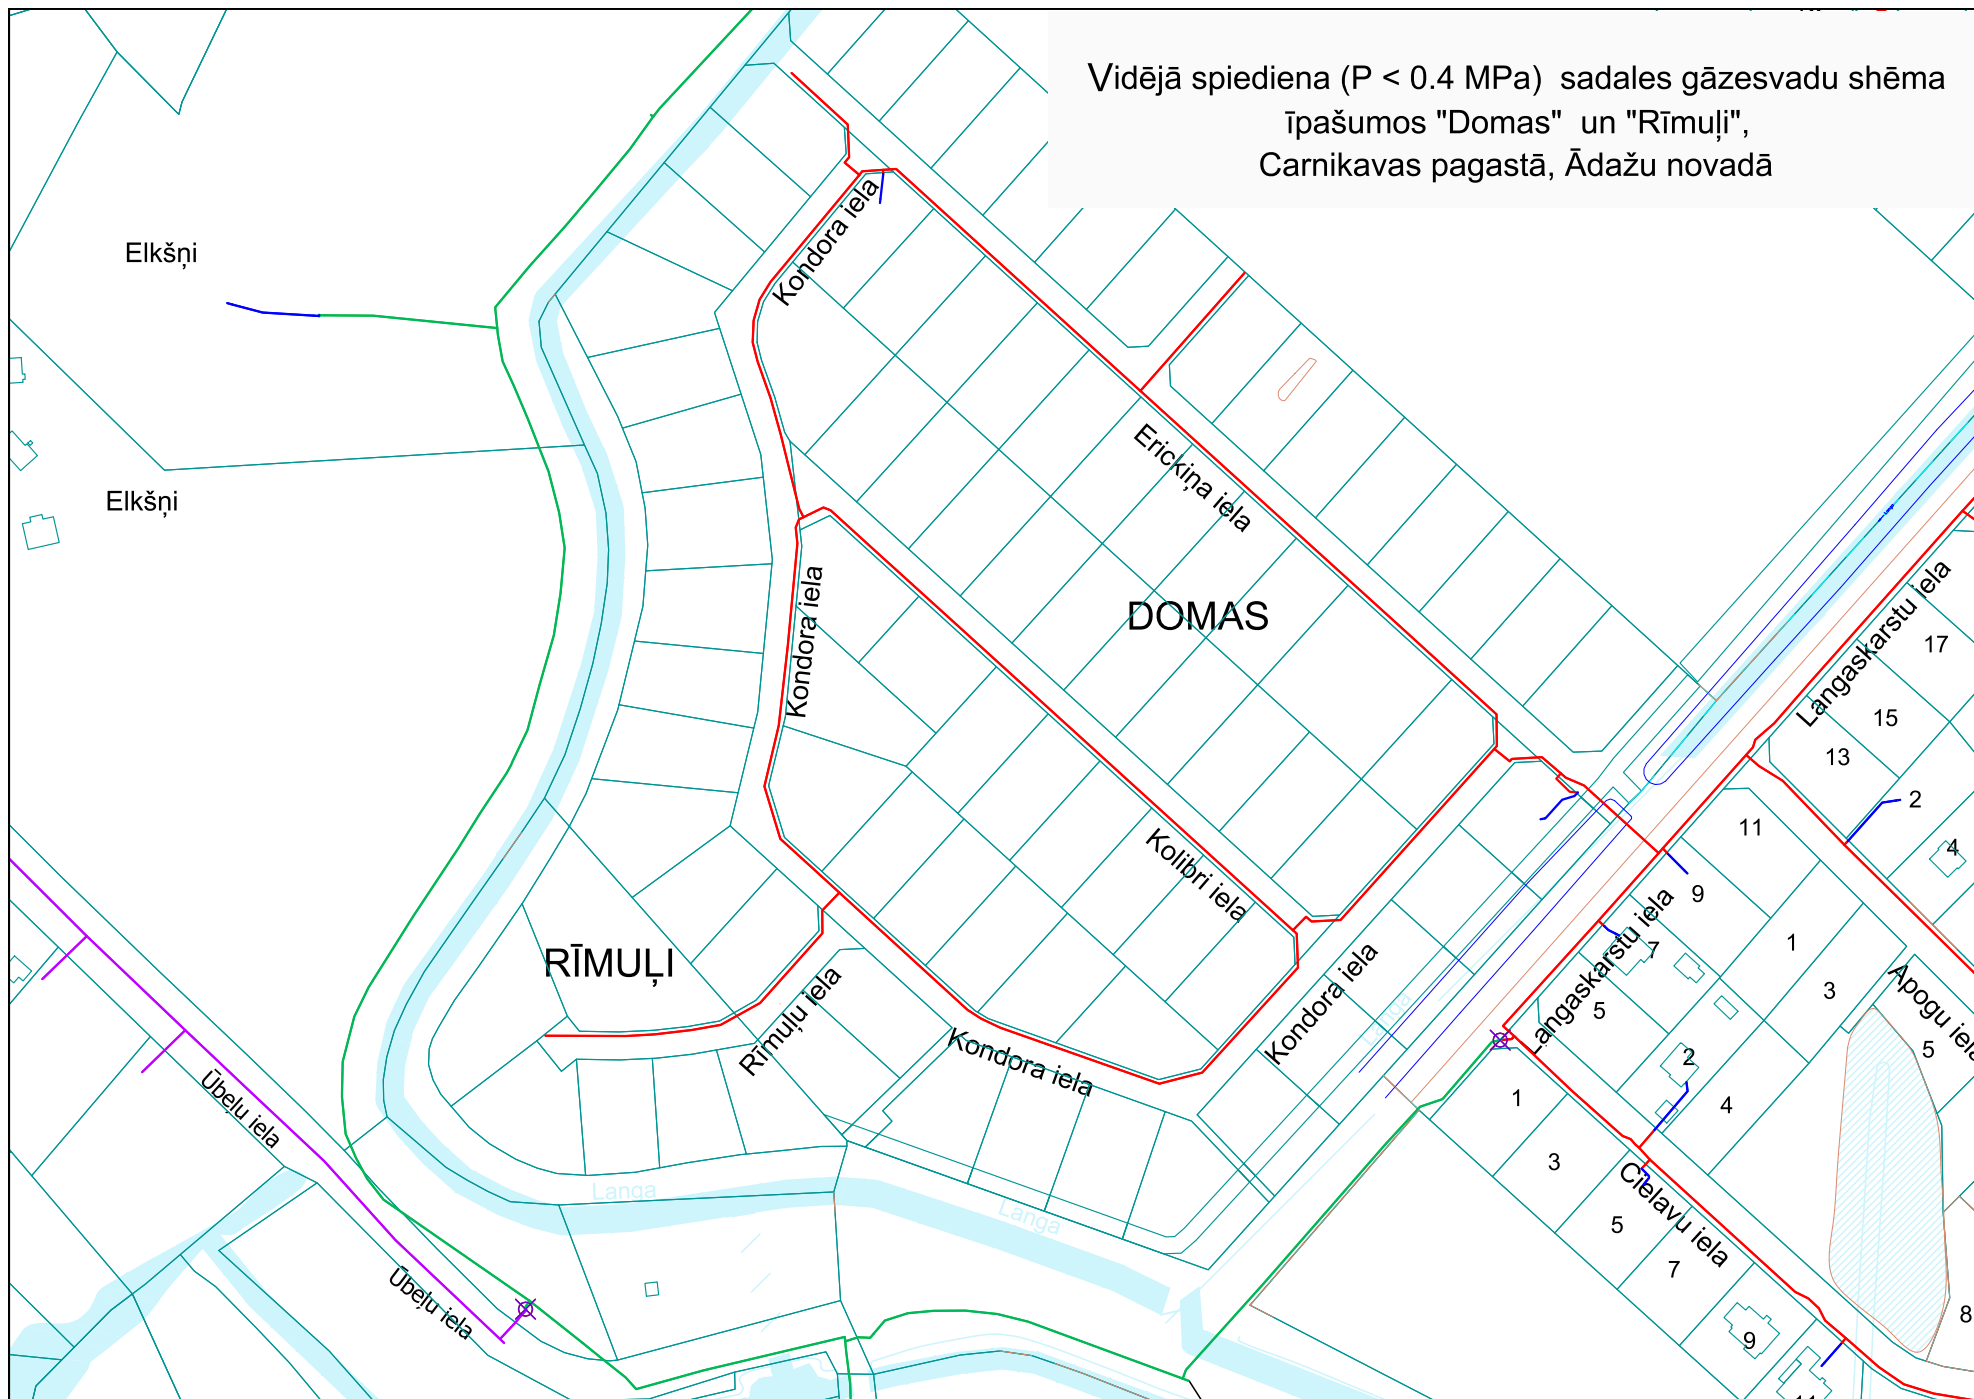 Vidējā spiediena (P < 0.4 MPa) sadales gāzesvadu shēma
īpašumos "Domas" un "Rīmuļi",
Carnikavas pagastā, Ādažu novadā
Elkšņi
Kondora iela
Elkšņi
Erickiņa iela
DOMAS
Kondora iela
Langaskarstu iela
17
15
13
2
11
4
Kolibri iela
9
Langaskarstu iela
7
1
RĪMUĻI
Kondora iela
3
Apogu iela
Rīmuļu iela
5
5
Kondora iela
2
Ūbeļu iela
1
4
3
Langa
Langa
Cielavu iela
5
7
Ūbeļu iela
8
9